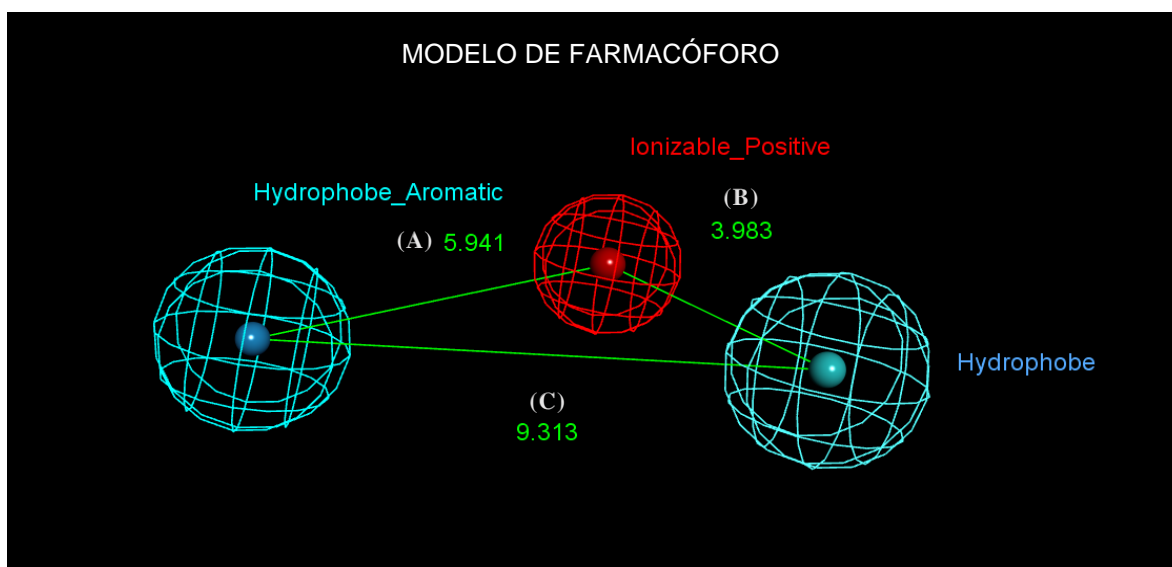 MODELO DE FARMACÓFORO
Ionizable_Positive
Hydrophobe_Aromatic
(B)
3.983
(A) 5.941
Hydrophobe
(C)
9.313